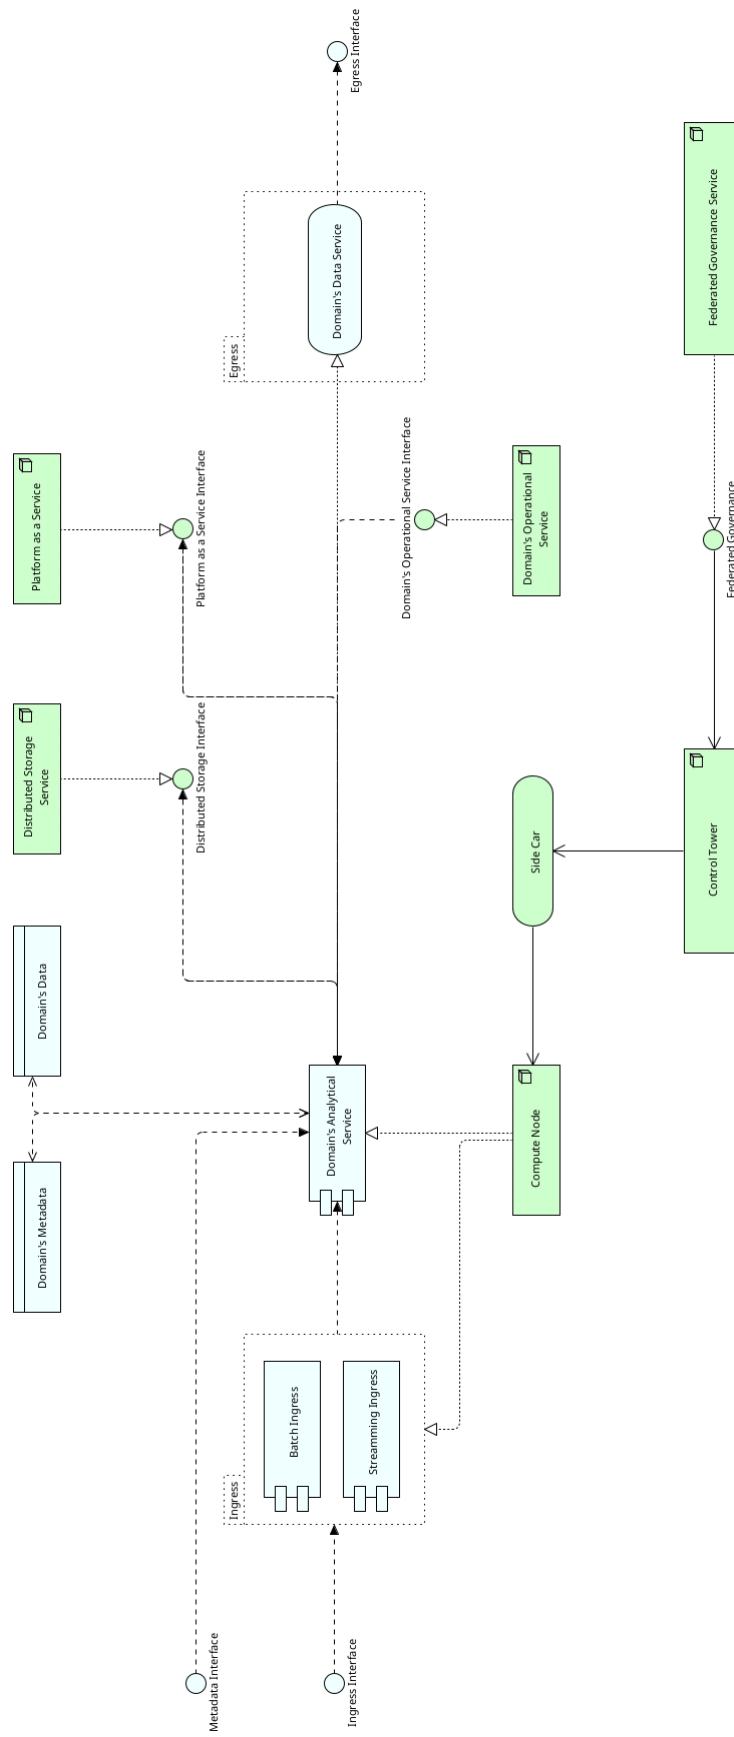 Egress Interface
Federated Governance Service
Domain's Data Service
Egress
Platform as a Service
Platform as a Service Interface
Domain's Operational Service Interface
Domain's Operational
Service
Federated Governance
Distributed Storage
Service
Distributed Storage Interface
Side Car
Control Tower
Domain's Data
Domain's Analytical
Service
Compute Node
Domain's Metadata
Batch Ingress
Streamming Ingress
Ingress
Metadata Interface
Ingress Interface